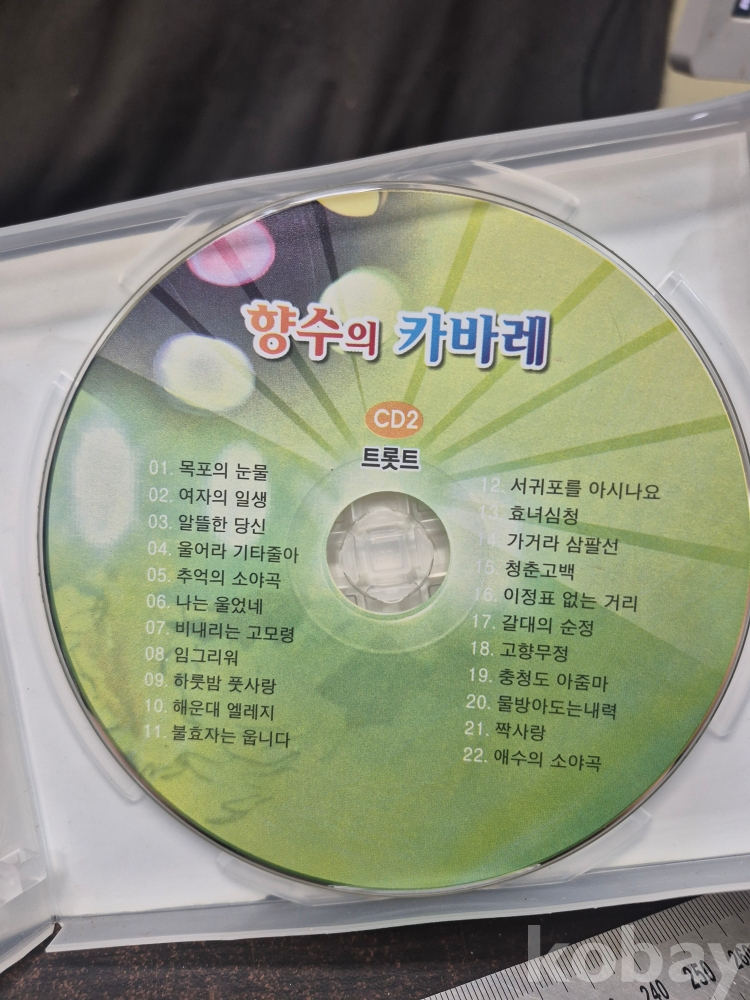 향수의 카바레
CD2
트롯트
01. 목포의 눈물
02. 여자의 일생
03. 알뜰한 당신
04. 울어라 기타줄아
05. 추억의 소야곡
06. 나는 울었네
07. 비내리는 고모령
08. 임그리워
09. 하룻밤 풋사랑
10. 해운대 엘레지
11. 불효자는 웁니다
12. 서귀포를 아시나요
13. 효녀심청
14. 가거라 삼팔선
15. 청춘고백
16. 이정표 없는 거리
17. 갈대의 순정
18. 고향무정
19. 충청도 아줌마
20. 물방아도는내력
21. 짝사랑
22. 애수의 소야곡
kobay
240 250 260